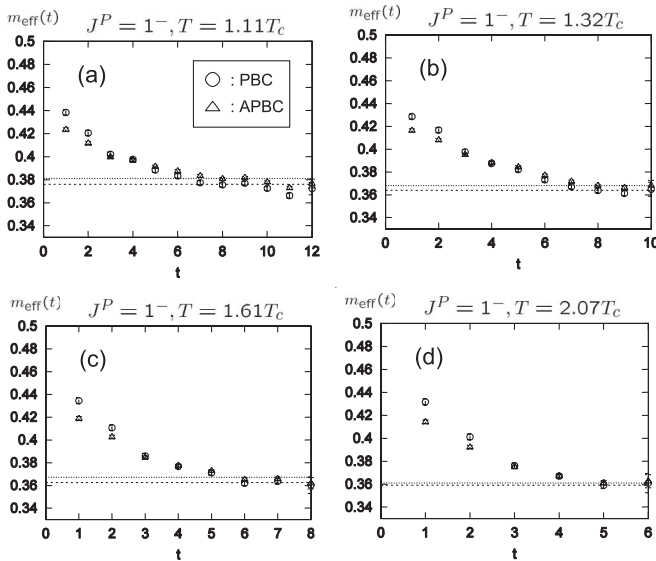 m_eff(t) J^P = 1^−, T = 1.11T_c
(a)
○ : PBC
△ : APBC
0.5
0.48
0.46
0.44
0.42
0.4
0.38
0.36
0.34
0 2 4 6 8 10 12
t
m_eff(t) J^P = 1^−, T = 1.32T_c
(b)
0.5
0.48
0.46
0.44
0.42
0.4
0.38
0.36
0.34
0 2 4 6 8 10
t
m_eff(t) J^P = 1^−, T = 1.61T_c
(c)
0.5
0.48
0.46
0.44
0.42
0.4
0.38
0.36
0.34
0 1 2 3 4 5 6 7 8
t
m_eff(t) J^P = 1^−, T = 2.07T_c
(d)
0.5
0.48
0.46
0.44
0.42
0.4
0.38
0.36
0.34
0 1 2 3 4 5 6
t